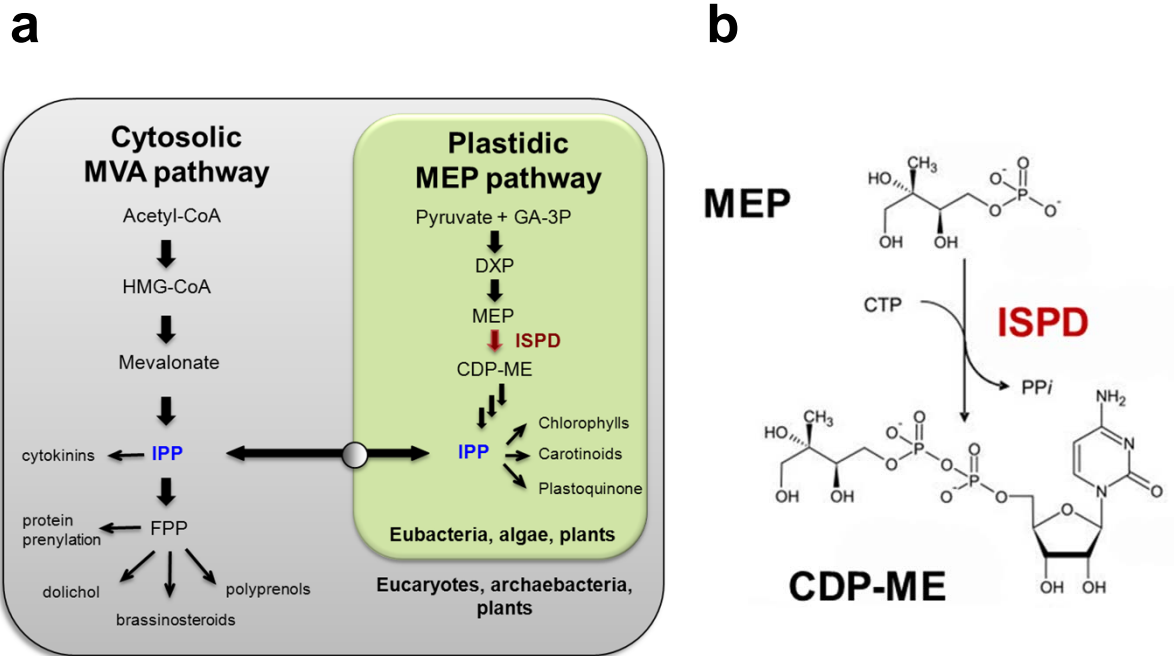 a
b
Cytosolic
MVA pathway
Acetyl-CoA
HMG-CoA
Mevalonate
cytokinins
IPP
protein
prenylation
FPP
dolichol
brassinosteroids
polyprenols
Plastidic
MEP pathway
Pyruvate + GA-3P
DXP
MEP
ISPD
CDP-ME
IPP
Chlorophylls
Carotinoids
Plastoquinone
Eubacteria, algae, plants
Eucaryotes, archaebacteria,
plants
MEP
HO
CH₃
OH
OH
O
P
O
O⁻
O⁻
CTP
ISPD
PPi
HO
CH₃
OH
OH
O
P
O
O⁻
O
P
O
O⁻
O
O
OH
OH
N
N
O
NH₂
CDP-ME